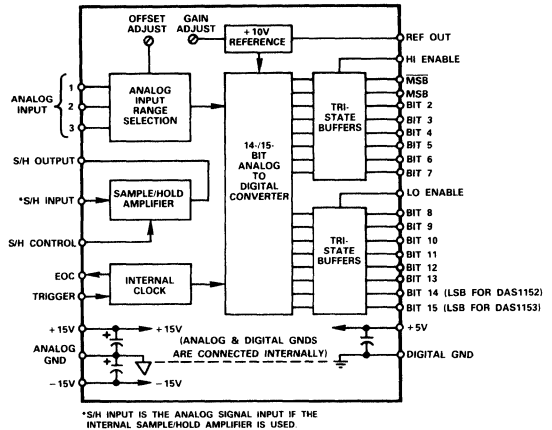 OFFSET
ADJUST
GAIN
ADJUST
+10V
REFERENCE
REF OUT
HI ENABLE
MSB
MSB
BIT 2
BIT 3
BIT 4
BIT 5
BIT 6
BIT 7
LO ENABLE
BIT 8
BIT 9
BIT 10
BIT 11
BIT 12
BIT 13
BIT 14 (LSB FOR DAS1152)
BIT 15 (LSB FOR DAS1153)
+5V
DIGITAL GND
ANALOG
INPUT
1
2
3
ANALOG
INPUT
RANGE
SELECTION
14-/15-
BIT
ANALOG
TO
DIGITAL
CONVERTER
TRI-
STATE
BUFFERS
TRI-
STATE
BUFFERS
S/H OUTPUT
*S/H INPUT
SAMPLE/HOLD
AMPLIFIER
S/H CONTROL
EOC
TRIGGER
INTERNAL
CLOCK
+15V
+
+15V
ANALOG
GND
+
-15V
-15V
(ANALOG & DIGITAL GNDS
ARE CONNECTED INTERNALLY)
*S/H INPUT IS THE ANALOG SIGNAL INPUT IF THE
INTERNAL SAMPLE/HOLD AMPLIFIER IS USED.